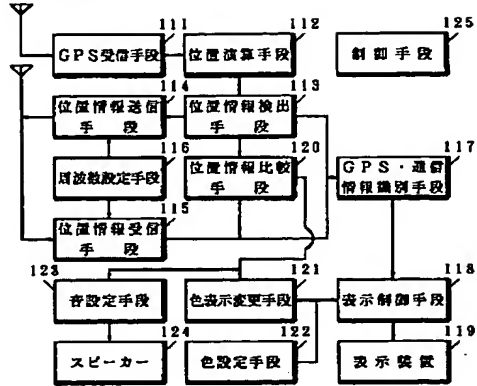 111
112
125
GPS受信手段
位置演算手段
制御手段
114
113
位置情報送信
手段
位置情報検出
手段
116
120
117
周波数設定手段
位置情報比較
手段
GPS・通信
情報識別手段
115
位置情報受信
手段
123
121
118
音設定手段
色表示変更手段
表示制御手段
124
122
119
スピーカー
色設定手段
表示装置